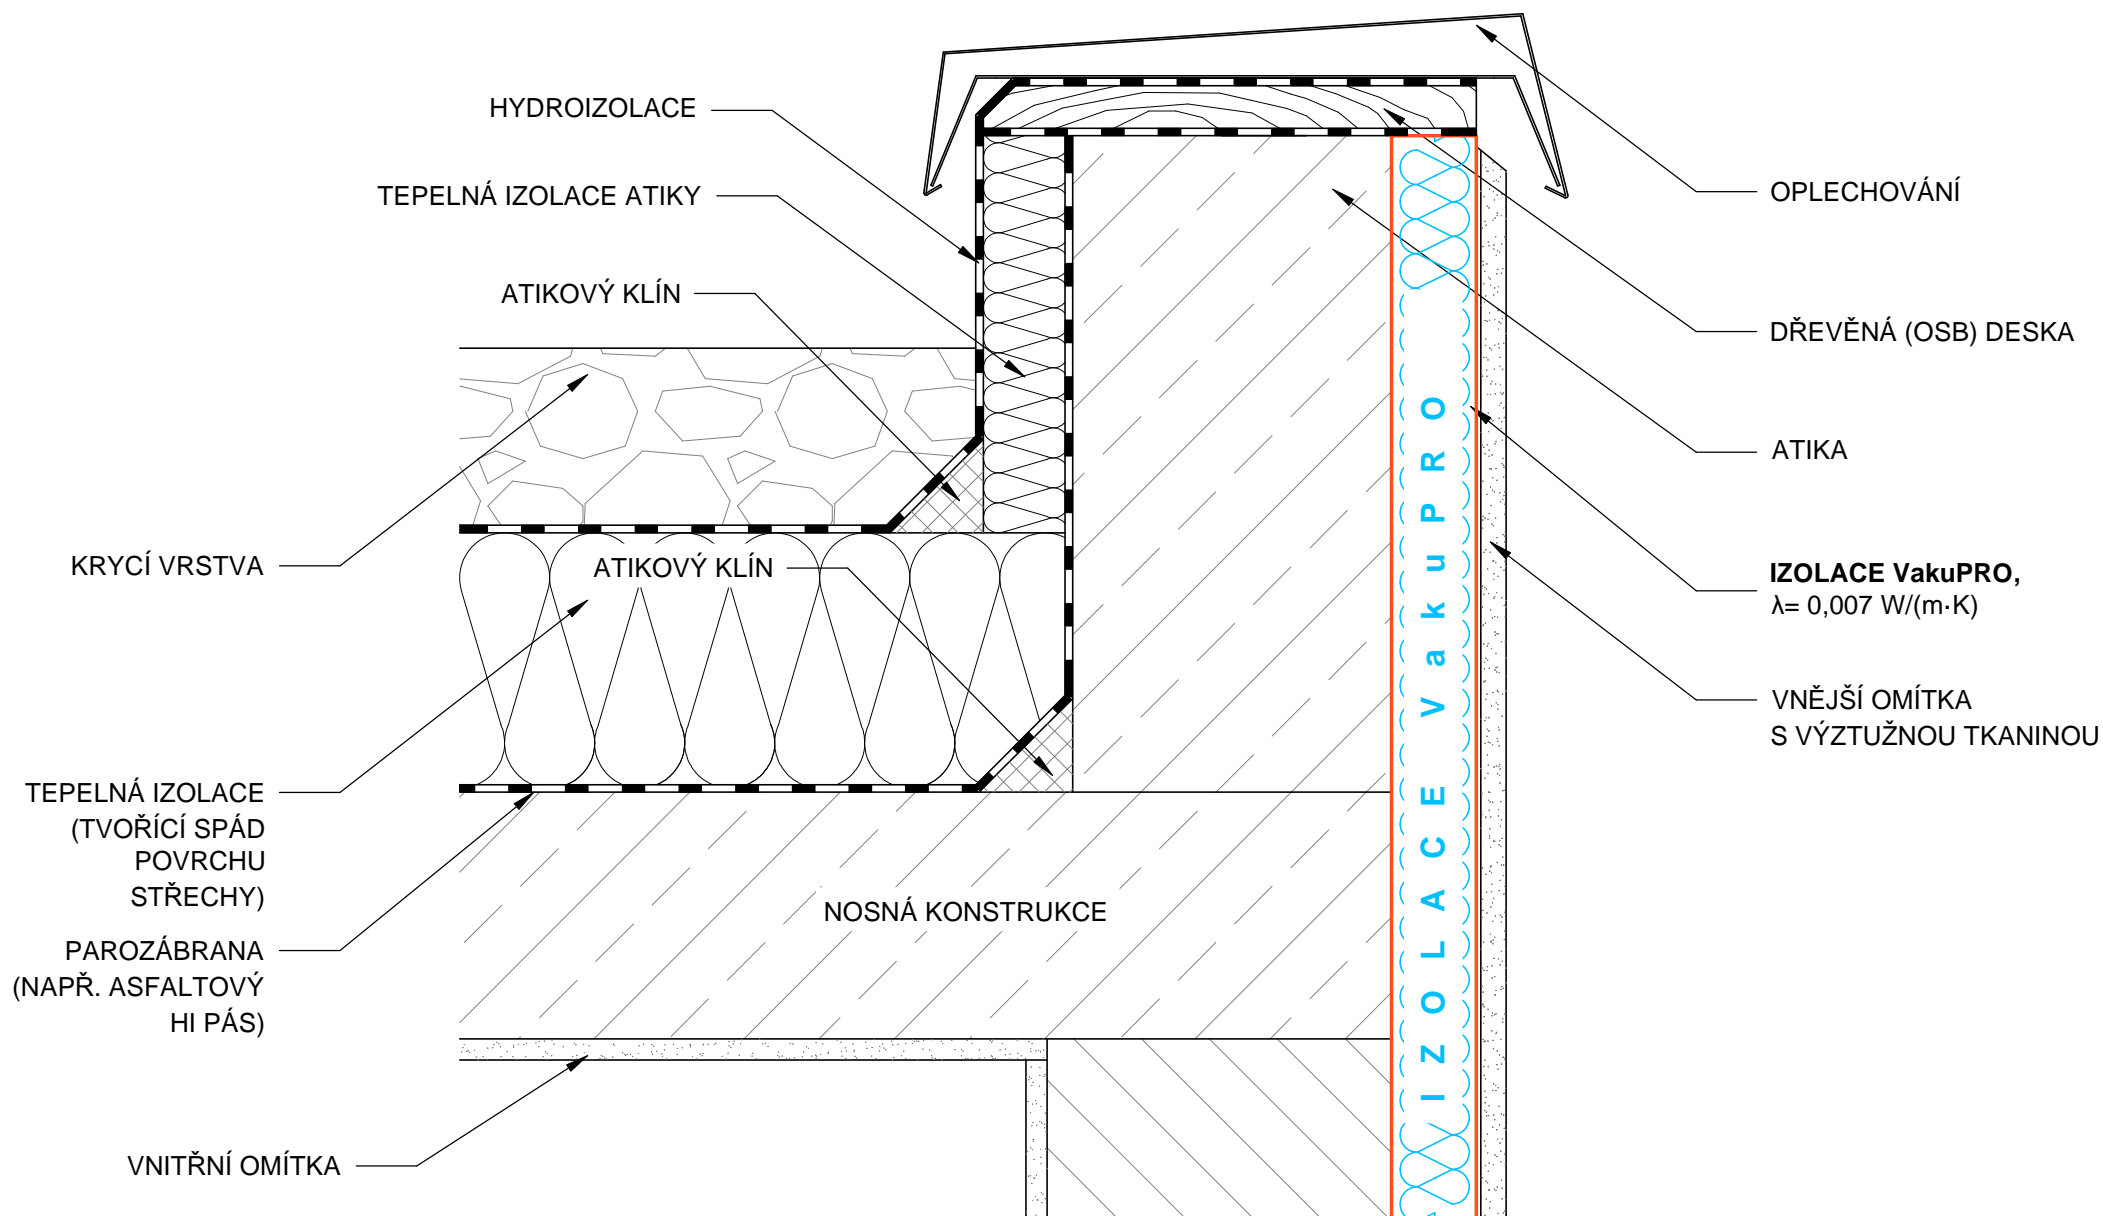 HYDROIZOLACE
TEPELNÁ IZOLACE ATIKY
ATIKOVÝ KLÍN
KRYCÍ VRSTVA
ATIKOVÝ KLÍN
TEPELNÁ IZOLACE
(TVOŘÍCÍ SPÁD
POVRCHU
STŘECHY)
PAROZÁBRANA
(NAPŘ. ASFALTOVÝ
HI PÁS)
VNITŘNÍ OMÍTKA
NOSNÁ KONSTRUKCE
IZOLACE VakuPRO
OPLECHOVÁNÍ
DŘEVĚNÁ (OSB) DESKA
ATIKA
IZOLACE VakuPRO,
λ= 0,007 W/(m·K)
VNĚJŠÍ OMÍTKA
S VÝZTUŽNOU TKANINOU